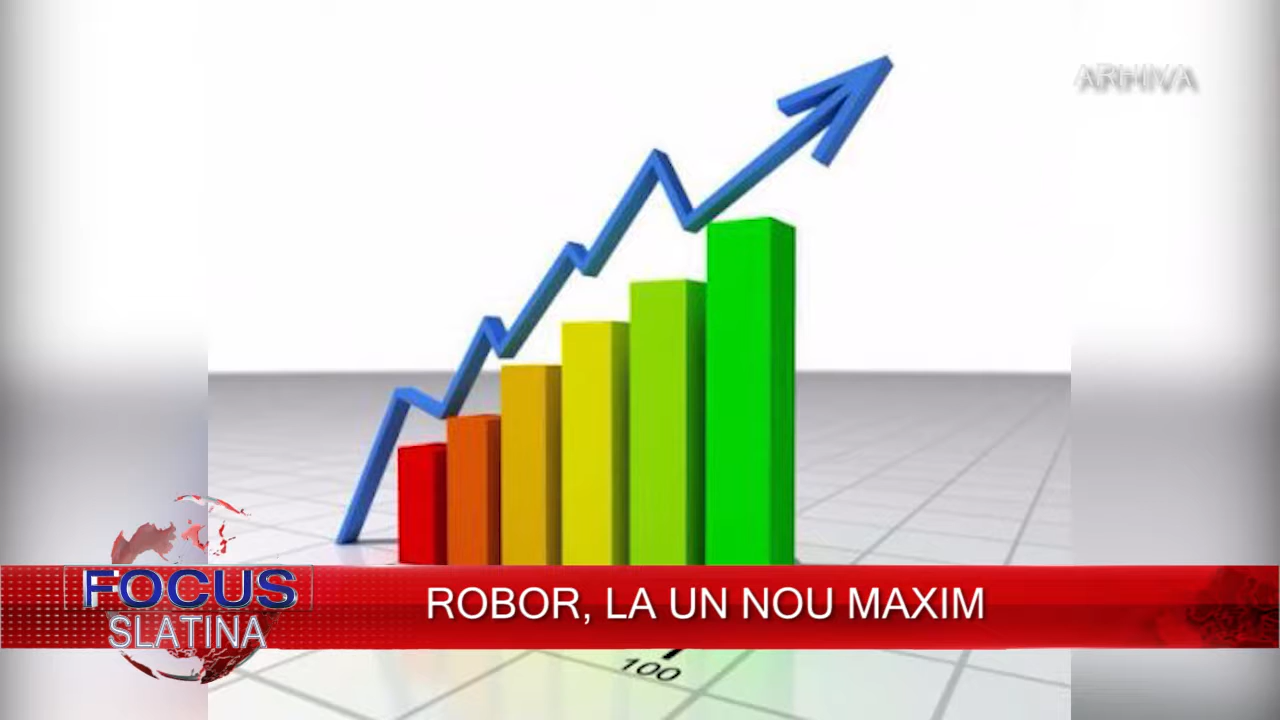 ARHIVA
FOCUS
SLATINA
ROBOR, LA UN NOU MAXIM
100